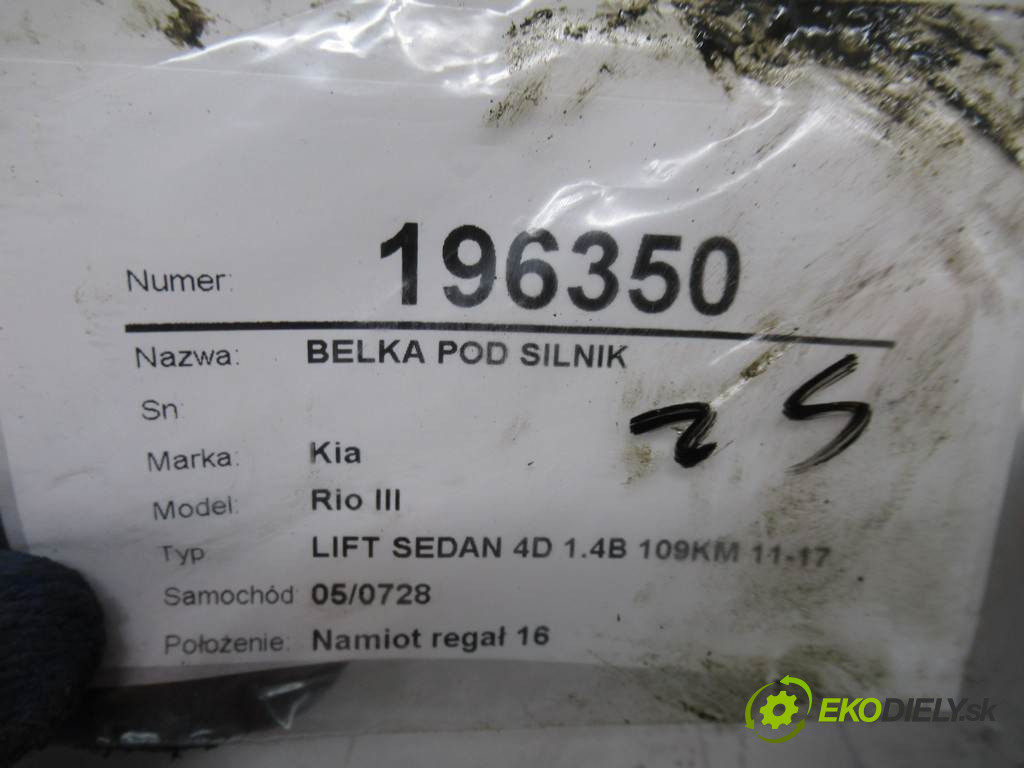 Numer: 196350
Nazwa: BELKA POD SILNIK
Sn:
Marka: Kia
Model: Rio III
Typ LIFT SEDAN 4D 1.4B 109KM 11-17
Samochód 05/0728
Położenie: Namiot regał 16
EKODIELY.sk